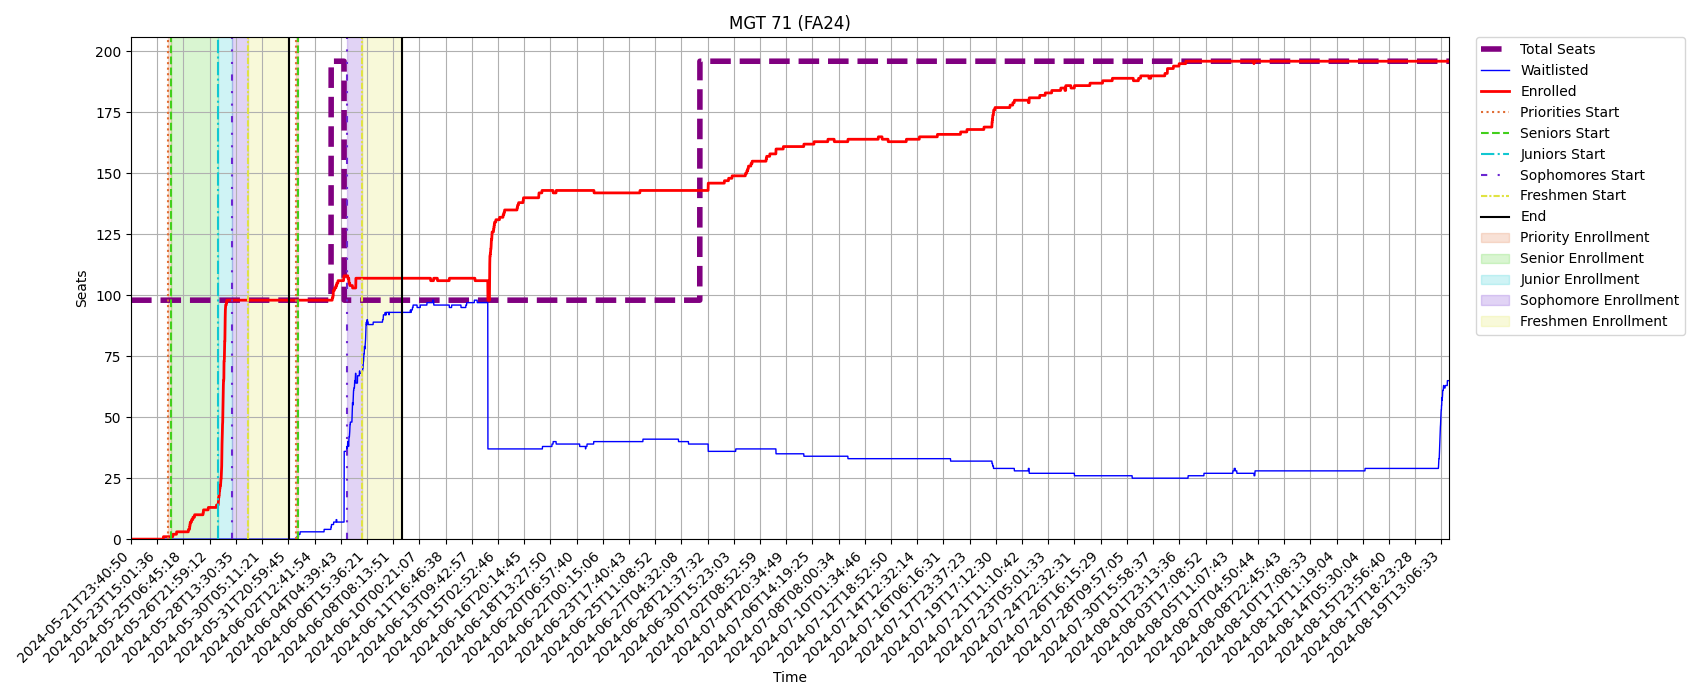 MGT 71 (FA24)
Seats
200
175
150
125
100
75
50
25
0
2024-05-21T23:40:50
2024-05-23T15:01:36
2024-05-25T06:45:18
2024-05-26T21:59:12
2024-05-28T13:30:35
2024-05-30T05:11:21
2024-05-31T20:59:45
2024-06-02T12:41:54
2024-06-04T04:39:43
2024-06-06T15:36:21
2024-06-08T08:13:51
2024-06-10T00:21:07
2024-06-11T16:46:38
2024-06-13T09:42:57
2024-06-15T02:52:46
2024-06-16T20:14:45
2024-06-18T13:27:50
2024-06-20T06:57:40
2024-06-22T00:15:06
2024-06-23T17:40:43
2024-06-25T11:08:52
2024-06-27T04:32:08
2024-06-28T21:37:32
2024-06-30T15:23:03
2024-07-02T08:52:59
2024-07-04T20:34:49
2024-07-06T14:19:25
2024-07-08T08:00:34
2024-07-10T01:34:46
2024-07-12T18:52:50
2024-07-14T12:32:14
2024-07-16T06:16:31
2024-07-17T23:37:23
2024-07-19T17:12:30
2024-07-21T11:10:42
2024-07-23T05:01:33
2024-07-24T22:32:31
2024-07-26T16:15:29
2024-07-28T09:57:05
2024-07-30T15:58:37
2024-08-01T23:13:36
2024-08-03T17:08:52
2024-08-05T11:07:43
2024-08-07T04:50:44
2024-08-08T22:45:43
2024-08-10T17:08:33
2024-08-12T11:19:04
2024-08-14T05:30:04
2024-08-15T23:56:40
2024-08-17T18:23:28
2024-08-19T13:06:33
Time
Total Seats
Waitlisted
Enrolled
Priorities Start
Seniors Start
Juniors Start
Sophomores Start
Freshmen Start
End
Priority Enrollment
Senior Enrollment
Junior Enrollment
Sophomore Enrollment
Freshmen Enrollment